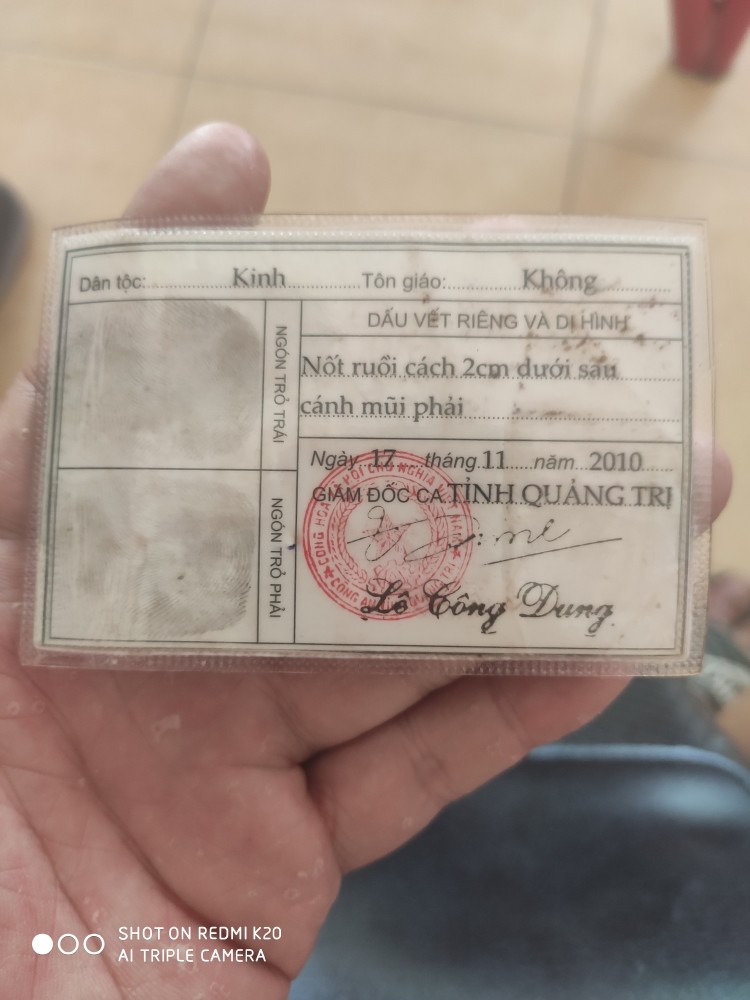 Dân tộc: Kinh Tôn giáo: Không
NGÓN TRỎ TRÁI
DẤU VẾT RIÊNG VÀ DỊ HÌNH
Nốt ruồi cách 2cm dưới sau
cánh mũi phải
NGÓN TRỎ PHẢI
Ngày 17 tháng 11 năm 2010
GIÁM ĐỐC CA TỈNH QUẢNG TRỊ
Lê Công Dung
SHOT ON REDMI K20
AI TRIPLE CAMERA